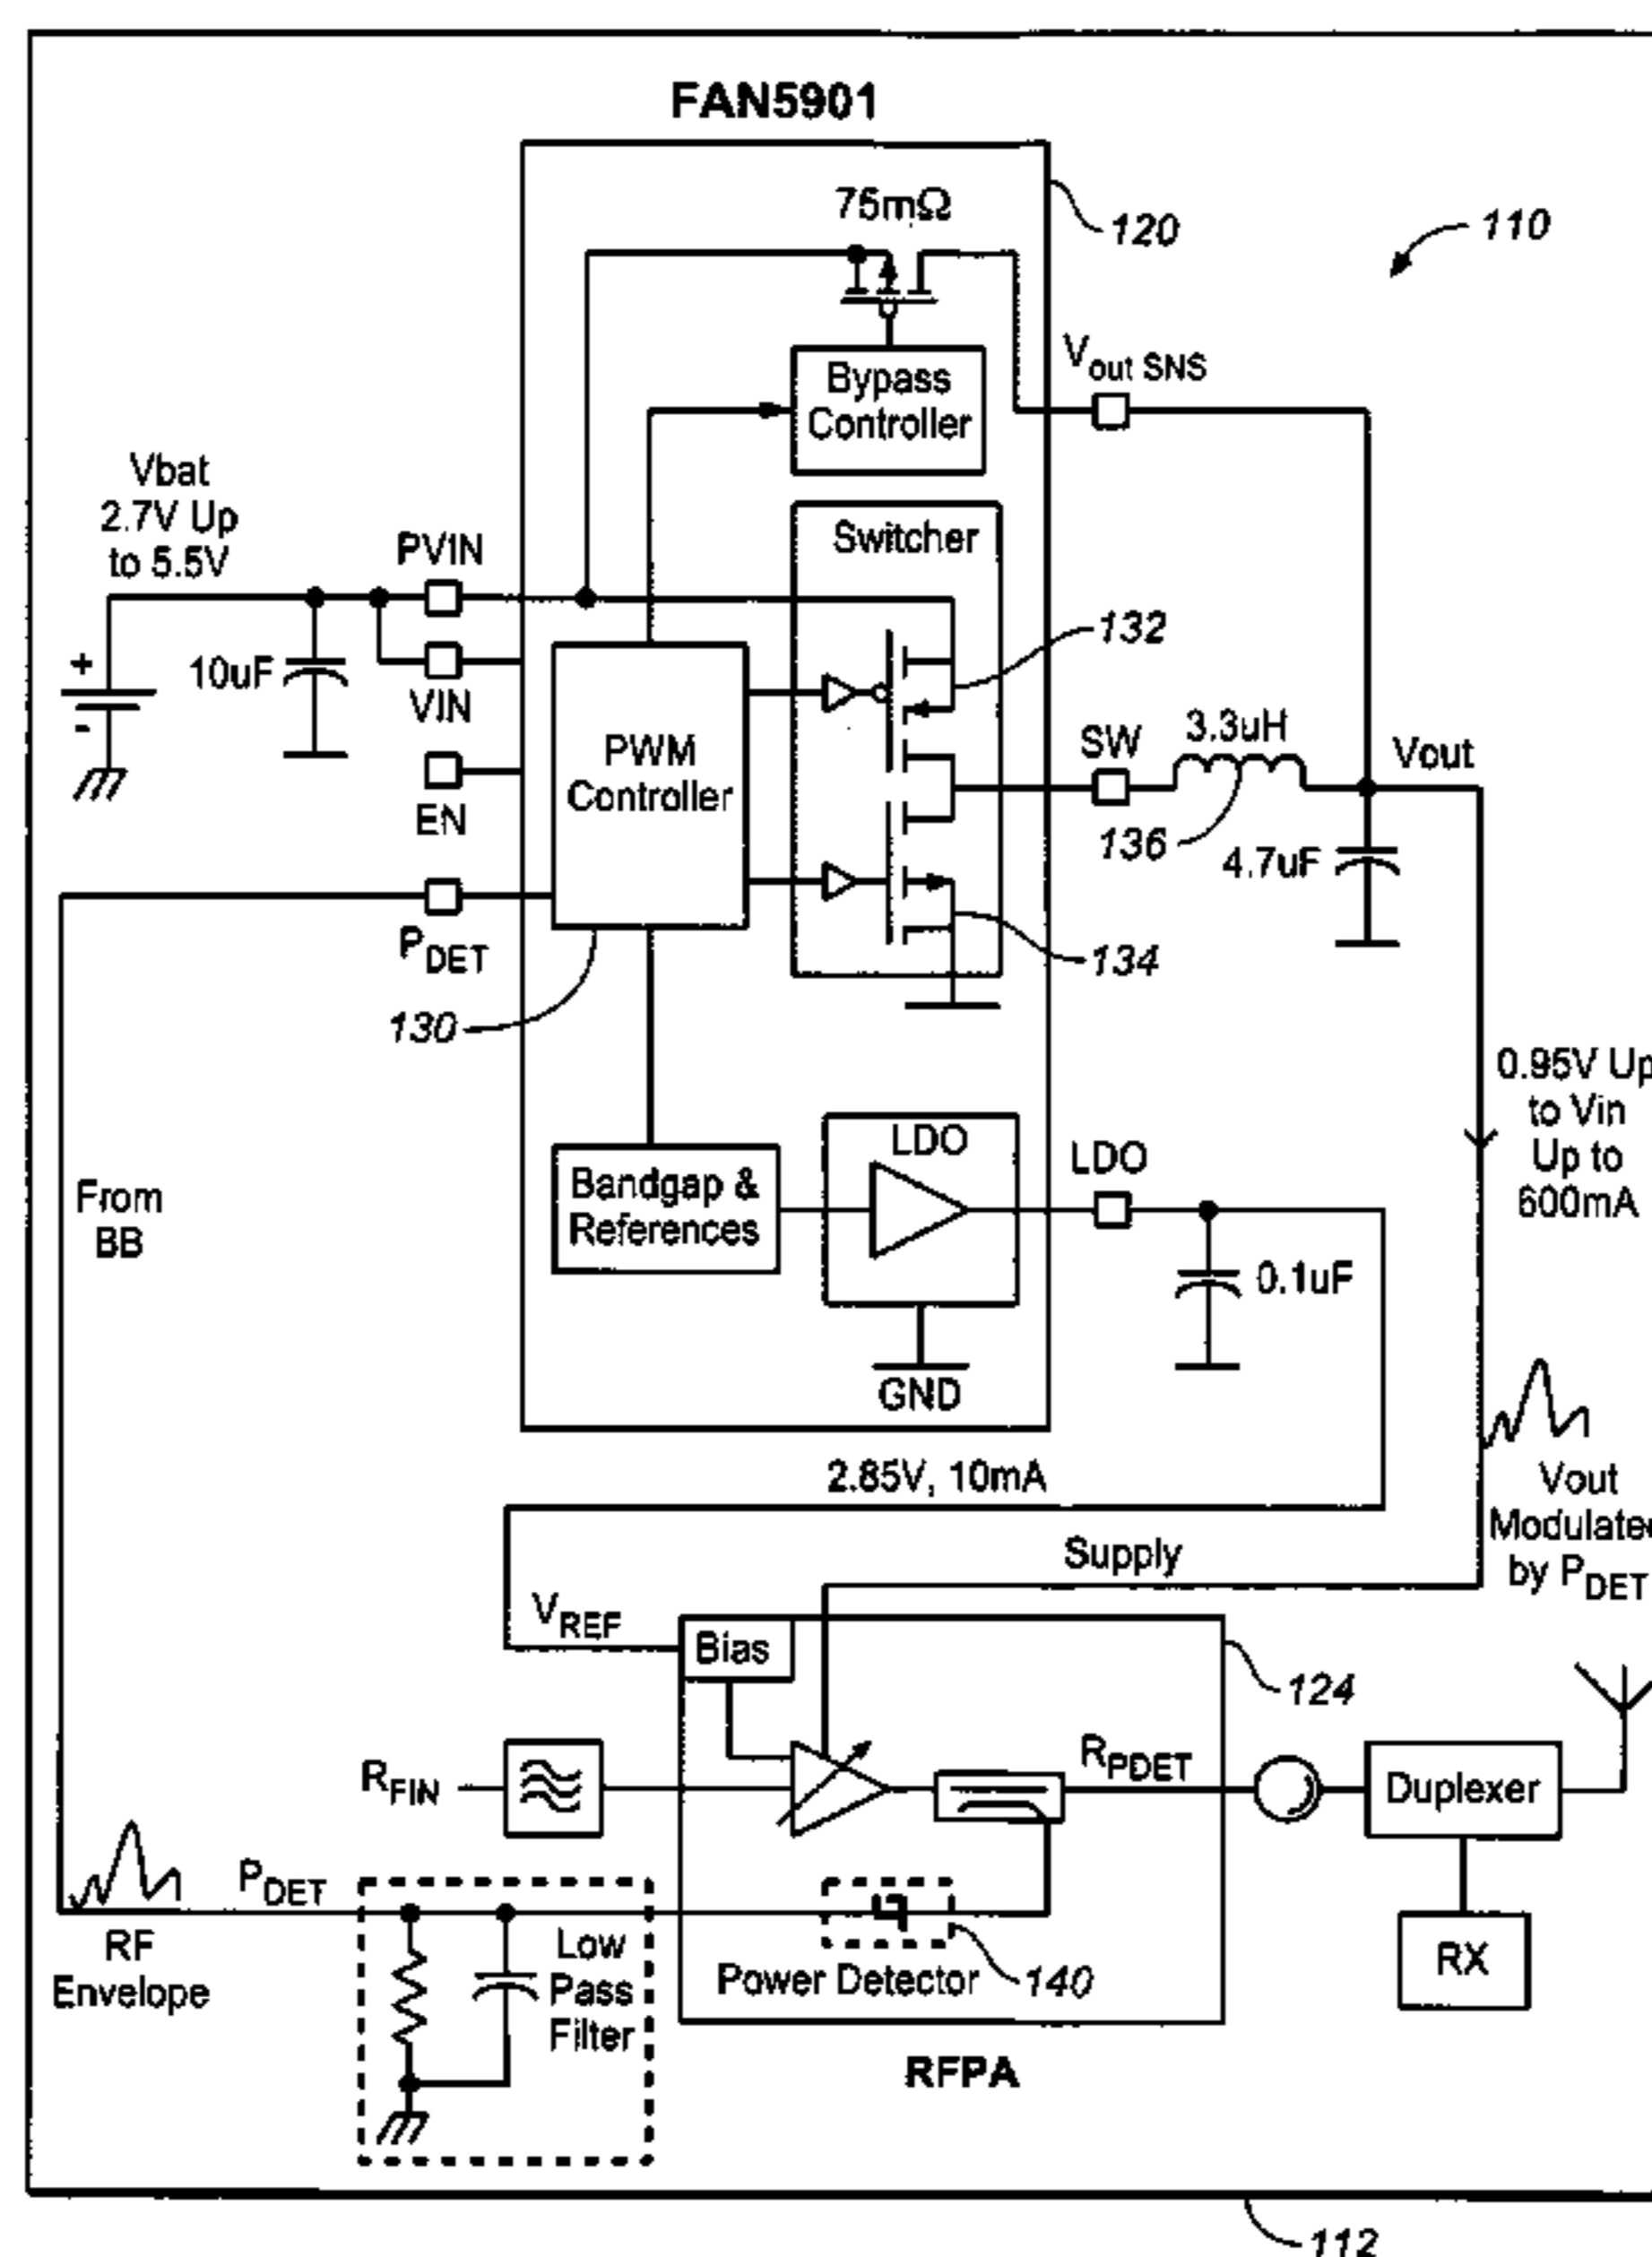 FAN5901
75mΩ
120
110
Vout SNS
Bypass
Controller
Vbat
2.7V Up
to 5.5V
PVIN
Switcher
132
+
10uF
VIN
-
PWM
Controller
SW
3.3uH
Vout
EN
136
4.7uF
PDET
134
130
0.95V Up
to Vin
Up to
600mA
LDO
LDO
From
BB
Bandgap &
References
0.1uF
GND
2.85V, 10mA
Vout
Modulated
by PDET
Supply
VREF
Bias
124
RFIN
RPDET
Duplexer
PDET
RF
Envelope
Low
Pass
Filter
Power Detector
140
RX
RFPA
112